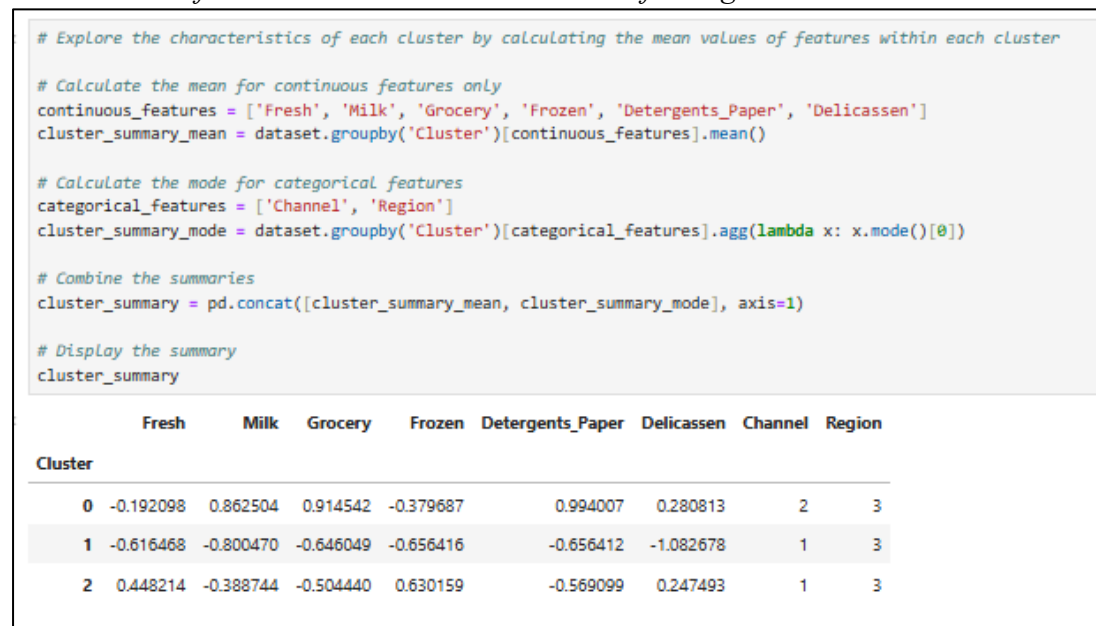 # Explore the characteristics of each cluster by calculating the mean values of features within each cluster
# Calculate the mean for continuous features only
continuous_features = ['Fresh', 'Milk', 'Grocery', 'Frozen', 'Detergents_Paper', 'Delicassen']
cluster_summary_mean = dataset.groupby('Cluster')[continuous_features].mean()
# Calculate the mode for categorical features
categorical_features = ['Channel', 'Region']
cluster_summary_mode = dataset.groupby('Cluster')[categorical_features].agg(lambda x: x.mode()[0])
# Combine the summaries
cluster_summary = pd.concat([cluster_summary_mean, cluster_summary_mode], axis=1)
# Display the summary
cluster_summary
Fresh Milk Grocery Frozen Detergents_Paper Delicassen Channel Region
Cluster
0 -0.192098 0.862504 0.914542 -0.379687 0.994007 0.280813 2 3
1 -0.616468 -0.800470 -0.646049 -0.656416 -0.656412 -1.082678 1 3
2 0.448214 -0.388744 -0.504440 0.630159 -0.569099 0.247493 1 3